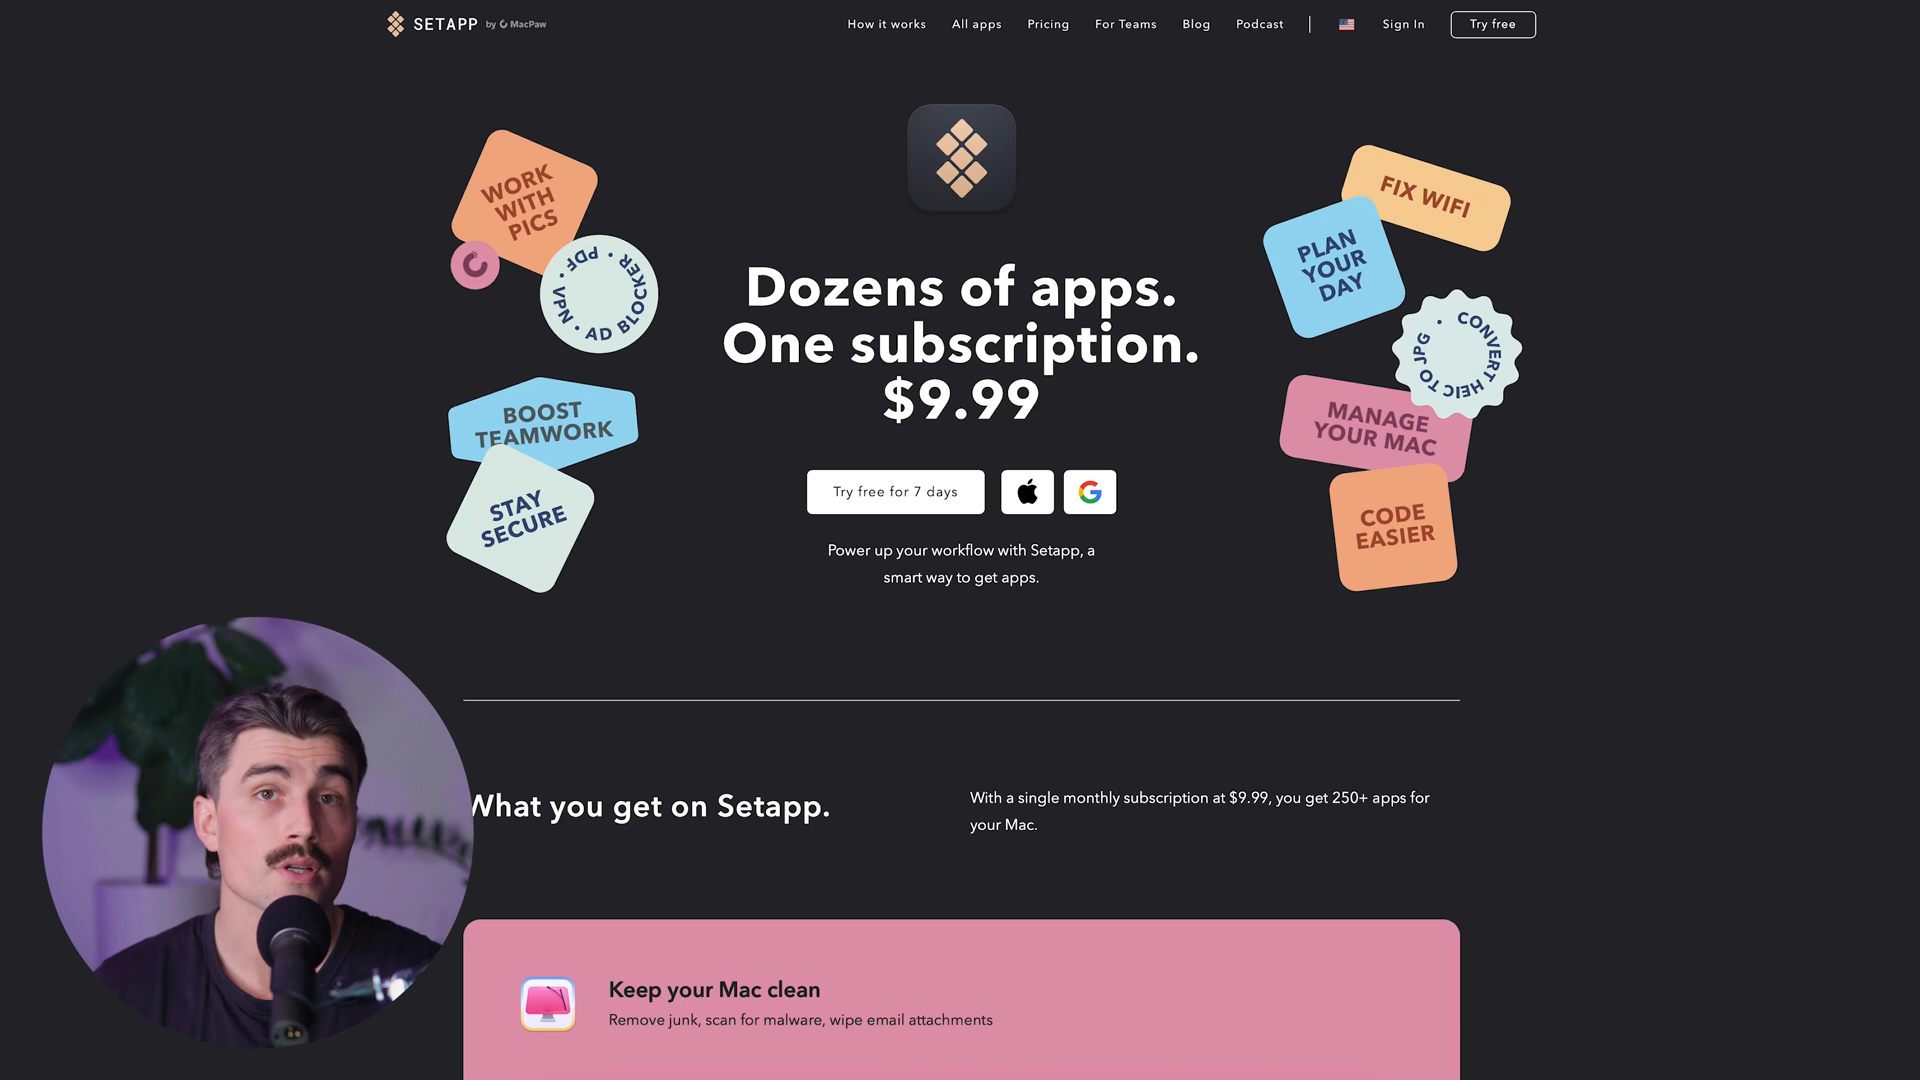 SETAPP by MacPaw
How it works
All apps
Pricing
For Teams
Blog
Podcast
Sign In
Try free
WORK
WITH
PICS
PDF • VPN • AD BLOCKER •
BOOST
TEAMWORK
STAY
SECURE
Dozens of apps.
One subscription.
$9.99
Try free for 7 days
Power up your workflow with Setapp, a
smart way to get apps.
FIX WIFI
PLAN
YOUR
DAY
CONVERT HEIC TO JPG •
MANAGE
YOUR MAC
CODE
EASIER
What you get on Setapp.
With a single monthly subscription at $9.99, you get 250+ apps for
your Mac.
Keep your Mac clean
Remove junk, scan for malware, wipe email attachments